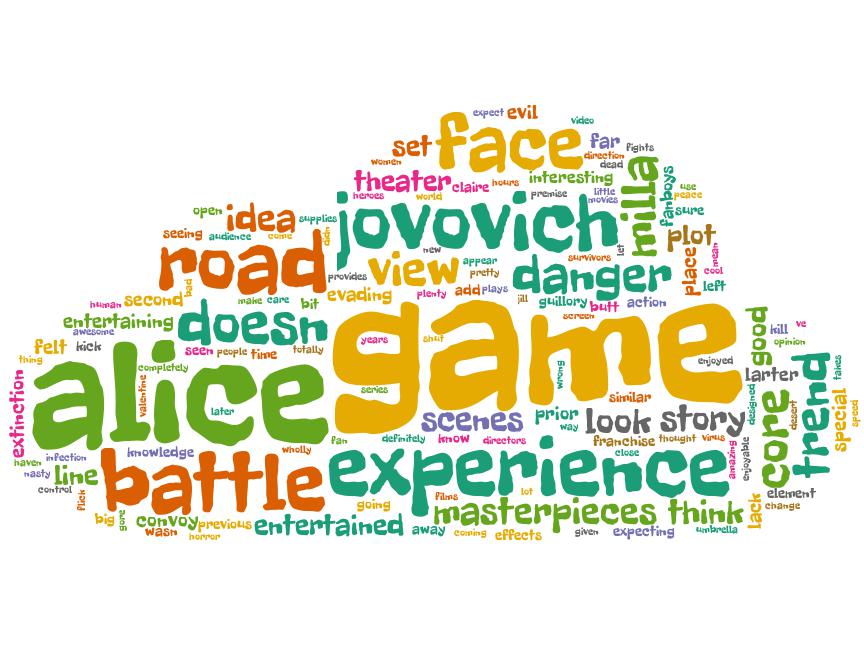 expect evil
video
set face far
women direction fights
dead
theater claire hours interesting milla
heroes world premise little movies fanboys use peace
open idea supplies jovovich sure
seeing audience come didn
new let plot
road view appear survivors place mean
provides pretty danger cool
left
human second bad make care bit evading plenty add plays jill guillory butt action
screen
entertaining doesn game good kill ve
awesome
felt kick seen people time totally years shut enjoyed opinion
thing
alice completely valentine series wrong larter trend takes
extinction later similar designed
scenes prior look story core desert special speed
way
fan definitely know directors franchise thought virus
haven infection knowledge wholly close amazing enjoyable
nasty line battle experience
control flick films lot element
going lack change
big gore convoy previous entertained away masterpieces think
wasn horror coming effects given expecting umbrella